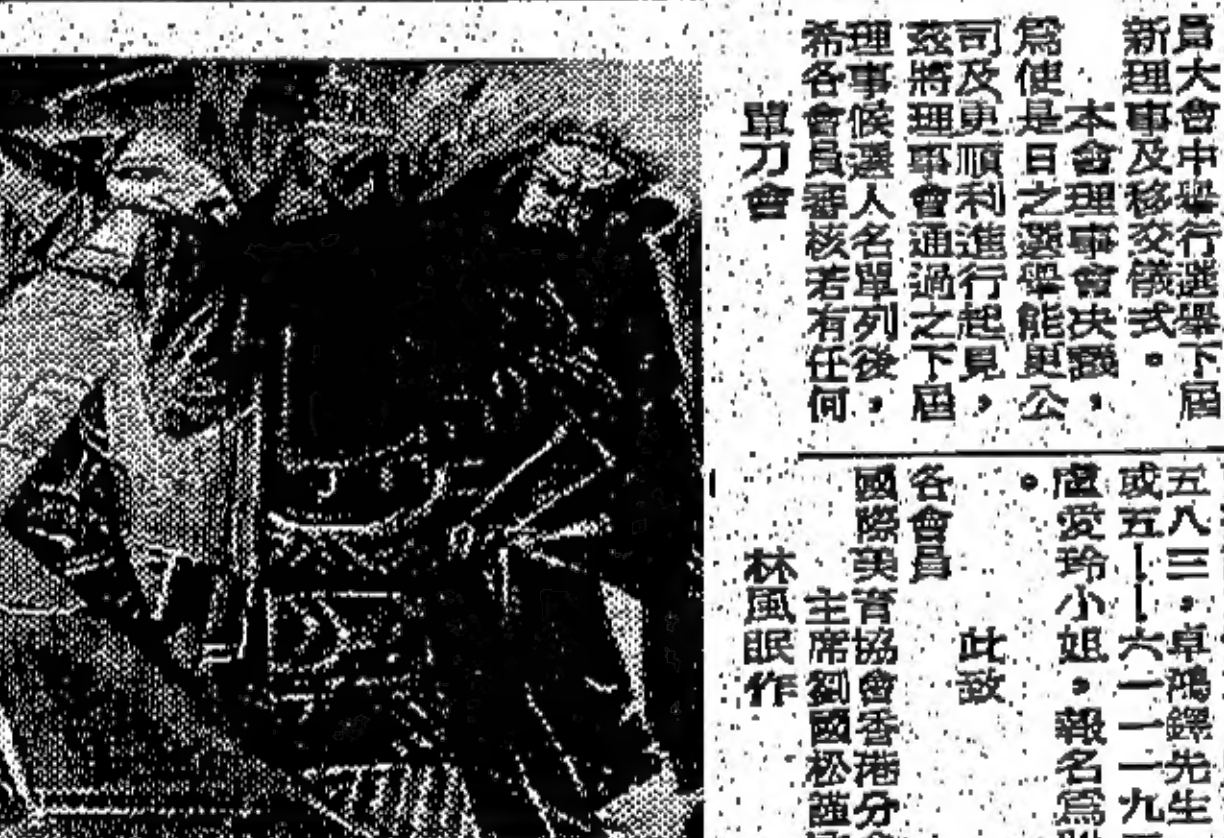 員大會中舉行選舉下屆
新理事及移交儀式。
本會理事會决議，
爲使是日之選舉能更公
司及更順利進行起見，
玆將理事會通過之下屆
理事候選人名單列後，
希各會員審核若有任何
五八三，卓鴻鐸先生
或五——六一一一九
盧愛玲小姐，報名爲
。
此致
各會員
國際美育協會香港分會
主席劉國松謹
單刀會
林風眠作